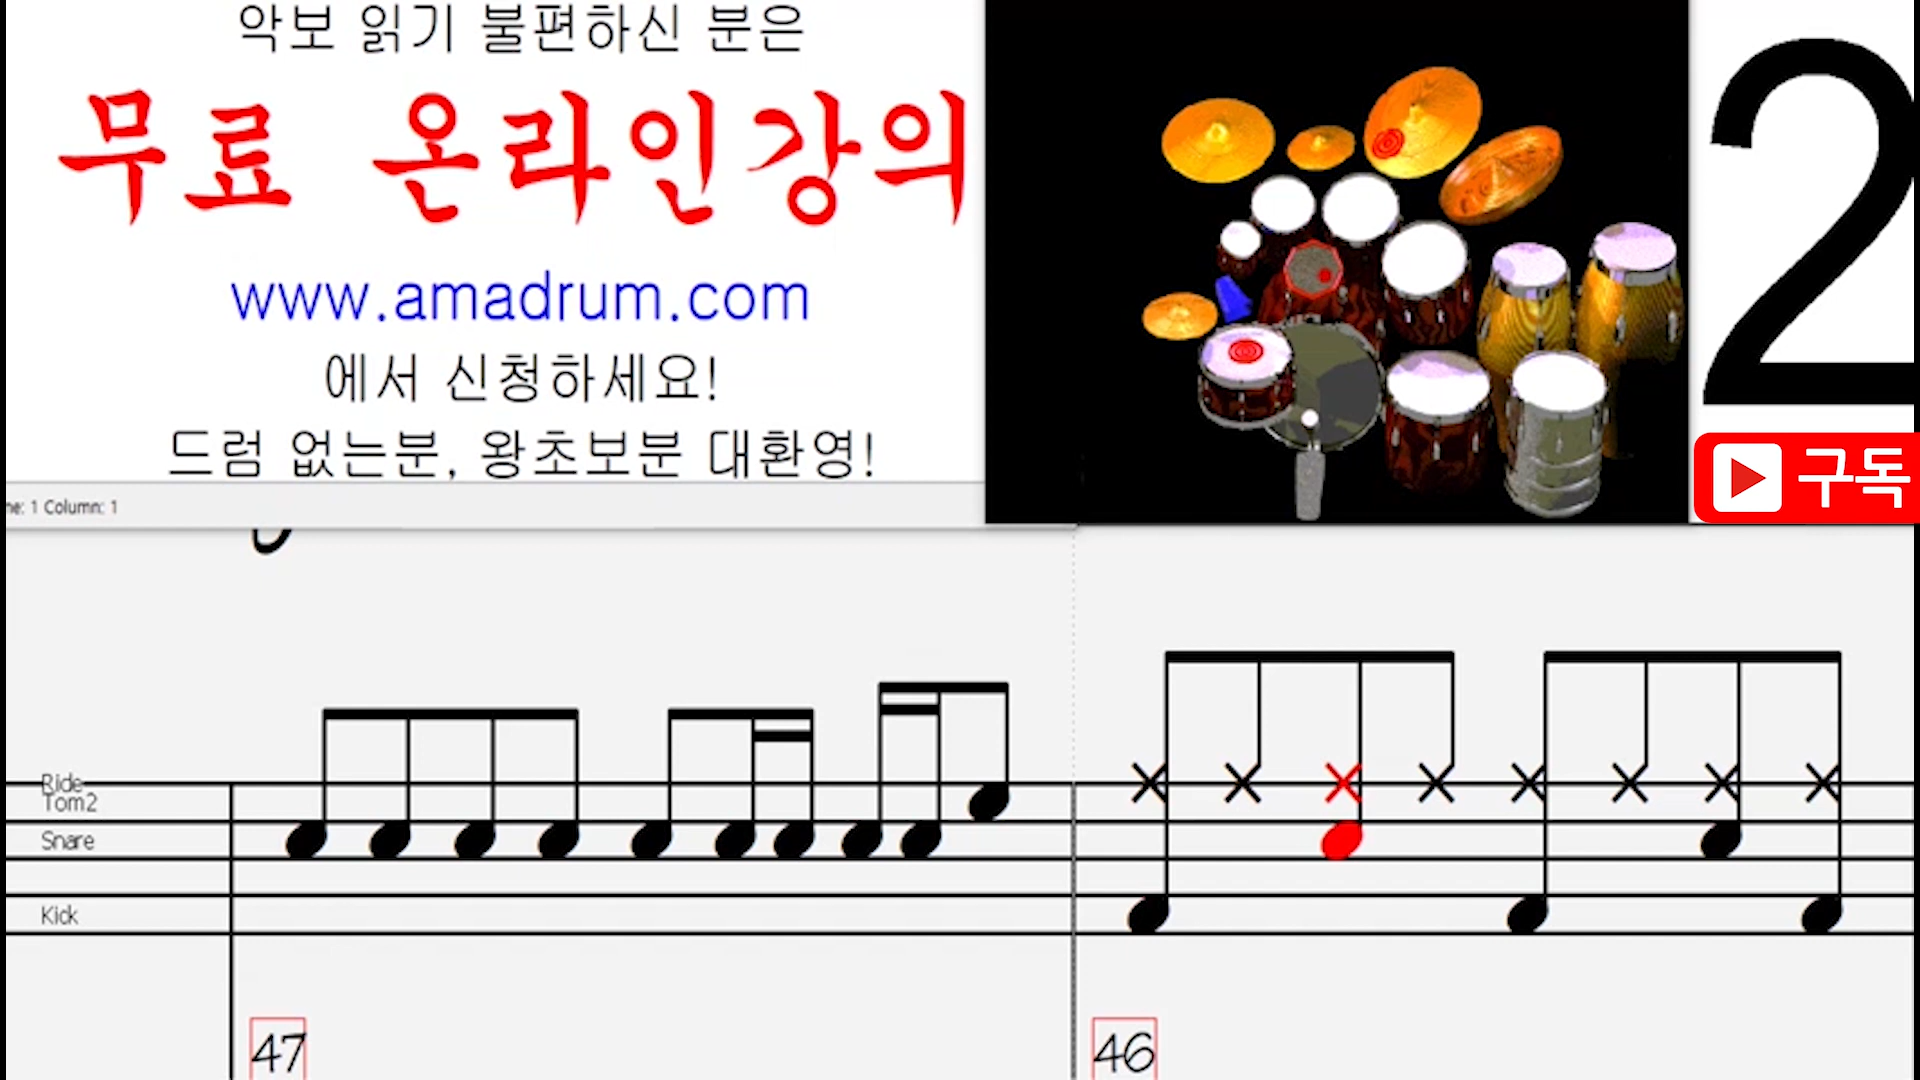 악보 읽기 불편하신 분은
무료 온라인강의
www.amadrum.com
에서 신청하세요!
드럼 없는분, 왕초보분 대환영!
2
구독
ne: 1 Column: 1
Ride
Tom2
Snare
Kick
47
46